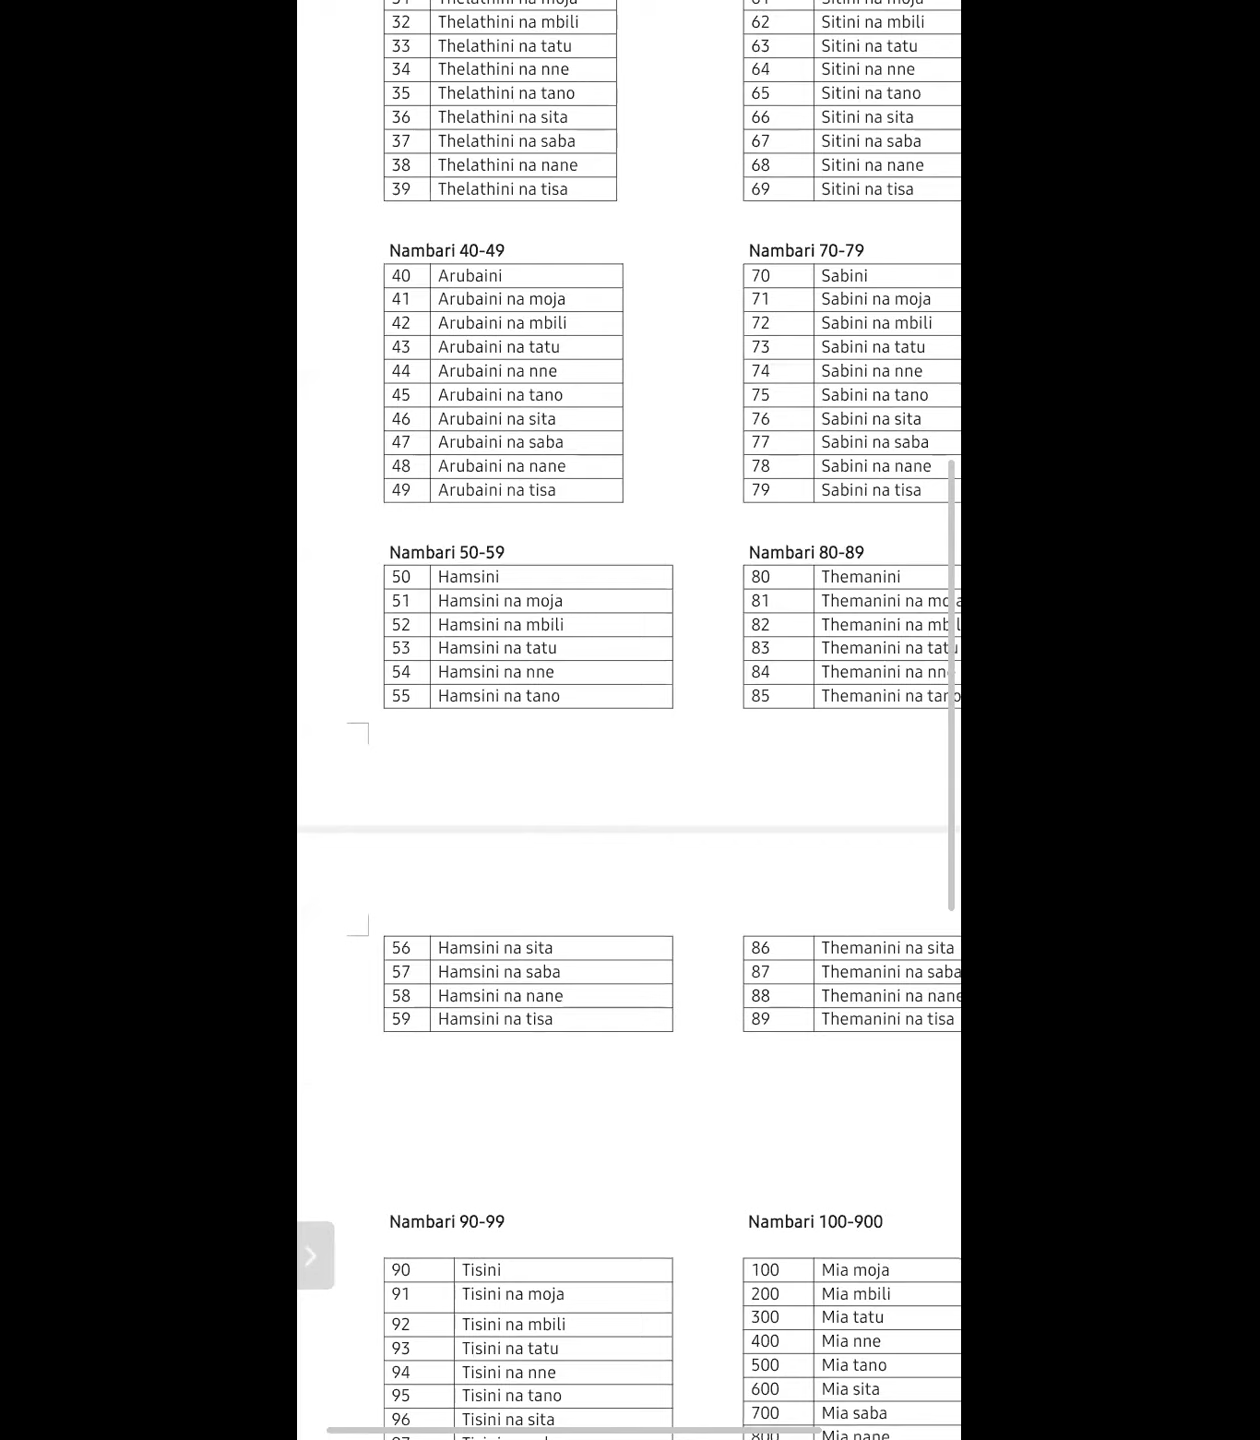 32 Thelathini na mbili
33 Thelathini na tatu
34 Thelathini na nne
35 Thelathini na tano
36 Thelathini na sita
37 Thelathini na saba
38 Thelathini na nane
39 Thelathini na tisa
62 Sitini na mbili
63 Sitini na tatu
64 Sitini na nne
65 Sitini na tano
66 Sitini na sita
67 Sitini na saba
68 Sitini na nane
69 Sitini na tisa
Nambari 40-49
40 Arubaini
41 Arubaini na moja
42 Arubaini na mbili
43 Arubaini na tatu
44 Arubaini na nne
45 Arubaini na tano
46 Arubaini na sita
47 Arubaini na saba
48 Arubaini na nane
49 Arubaini na tisa
Nambari 70-79
70 Sabini
71 Sabini na moja
72 Sabini na mbili
73 Sabini na tatu
74 Sabini na nne
75 Sabini na tano
76 Sabini na sita
77 Sabini na saba
78 Sabini na nane
79 Sabini na tisa
Nambari 50-59
50 Hamsini
51 Hamsini na moja
52 Hamsini na mbili
53 Hamsini na tatu
54 Hamsini na nne
55 Hamsini na tano
Nambari 80-89
80 Themanini
81 Themanini na moja
82 Themanini na
83 Themanini na tatu
84 Themanini na nne
85 Themanini na tano
56 Hamsini na sita
57 Hamsini na saba
58 Hamsini na nane
59 Hamsini na tisa
86 Themanini na sita
87 Themanini na saba
88 Themanini na nane
89 Themanini na tisa
Nambari 90-99
90 Tisini
91 Tisini na moja
92 Tisini na mbili
93 Tisini na tatu
94 Tisini na nne
95 Tisini na tano
96 Tisini na sita
Nambari 100-900
100 Mia moja
200 Mia mbili
300 Mia tatu
400 Mia nne
500 Mia tano
600 Mia sita
700 Mia saba
800 Mia nane